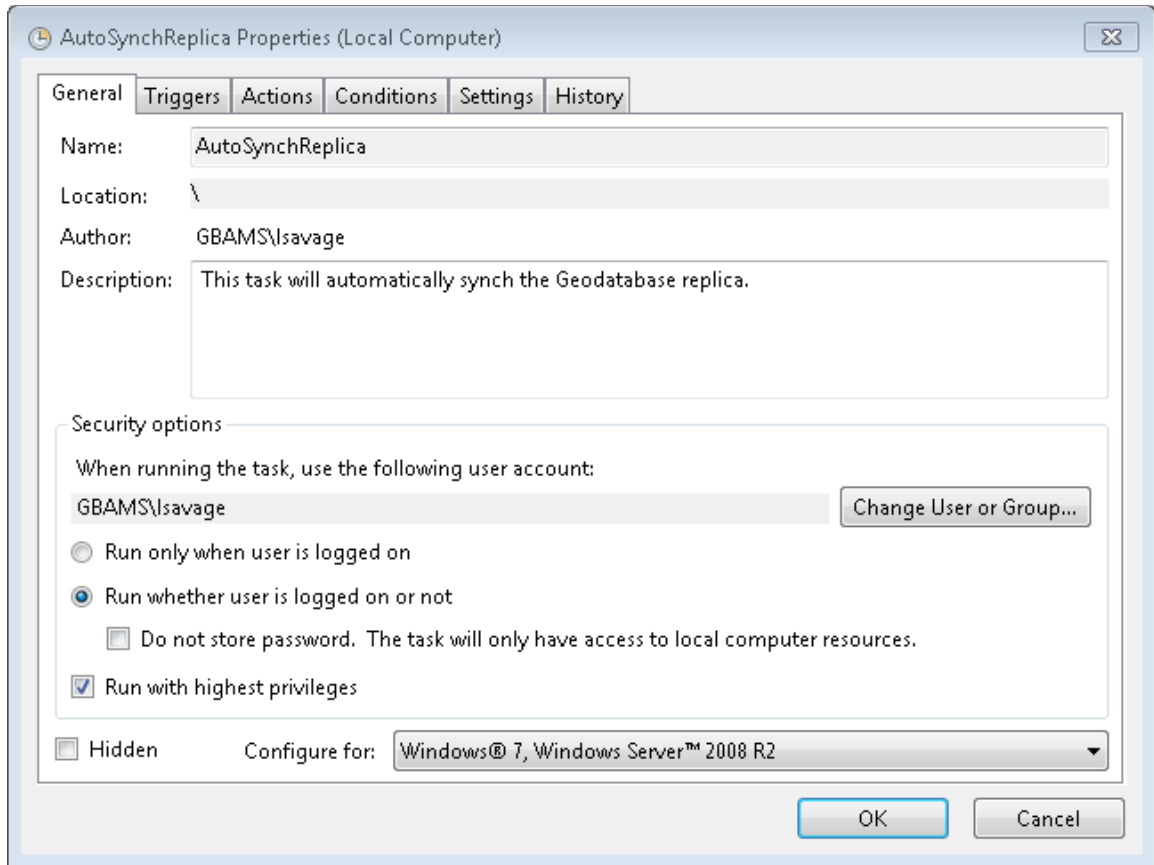 AutoSynchReplica Properties (Local Computer)
General Triggers Actions Conditions Settings History
Name: AutoSynchReplica
Location: \
Author: GBAMS\lsavage
Description: This task will automatically synch the Geodatabase replica.
Security options
When running the task, use the following user account:
GBAMS\lsavage Change User or Group...
Run only when user is logged on
Run whether user is logged on or not
Do not store password. The task will only have access to local computer resources.
Run with highest privileges
Hidden Configure for: Windows® 7, Windows Server™ 2008 R2
OK Cancel